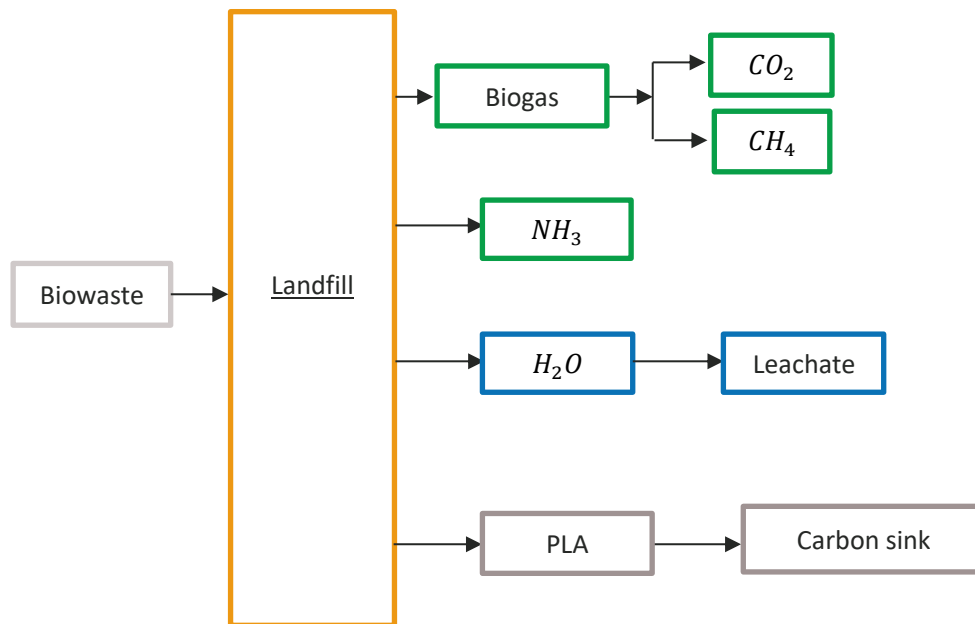 Biowaste
Landfill
Biogas
CO₂
CH₄
NH₃
H₂O
Leachate
PLA
Carbon sink